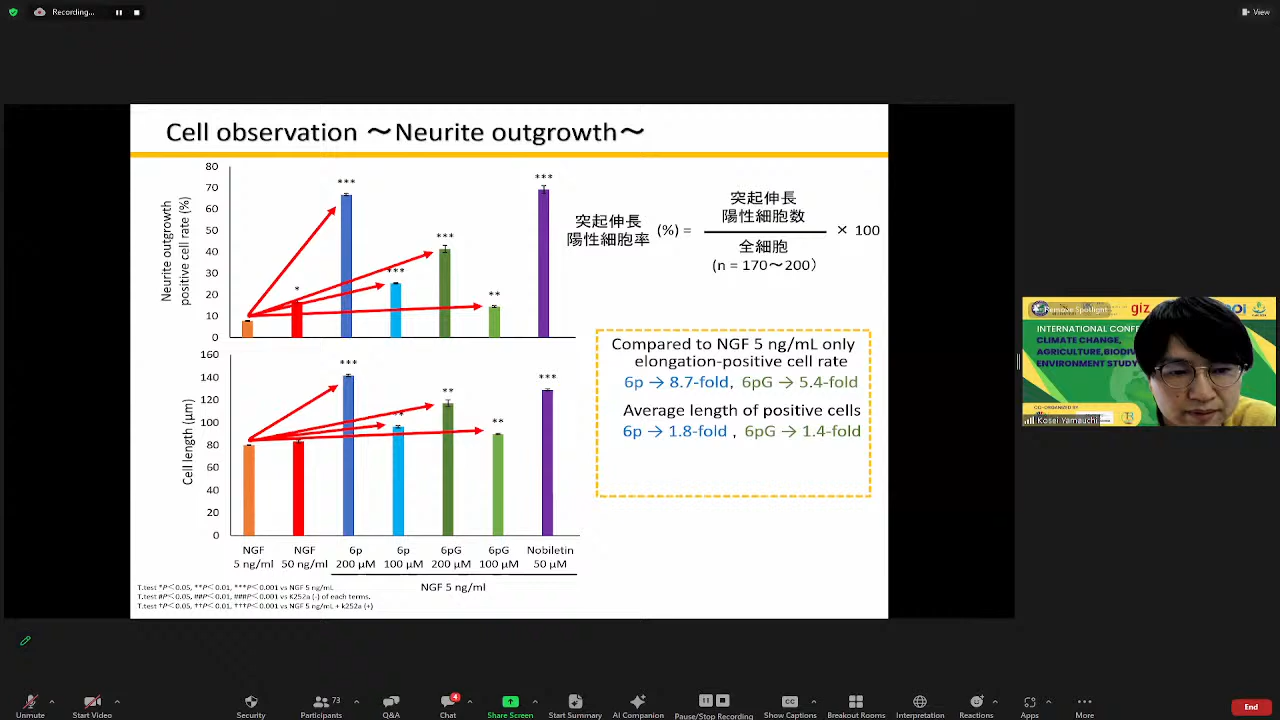 Recording...
View
Cell observation ～Neurite outgrowth～
Neurite outgrowth
positive cell rate (%)
80
70
60
50
40
30
20
10
0
***
*
***
***
**
***
突起伸長
陽性細胞率
(%) =
突起伸長
陽性細胞数
全細胞
(n = 170～200）
× 100
Cell length (μm)
160
140
120
100
80
60
40
20
0
***
**
**
***
NGF
5 ng/ml
NGF
50 ng/ml
6p
200 μM
6p
100 μM
6pG
200 μM
6pG
100 μM
Nobiletin
50 μM
NGF 5 ng/ml
Compared to NGF 5 ng/mL only
elongation-positive cell rate
6p → 8.7-fold, 6pG → 5.4-fold
Average length of positive cells
6p → 1.8-fold , 6pG → 1.4-fold
T.test *P＜0.05, **P＜0.01, ***P＜0.001 vs NGF 5 ng/mL
T.test #P＜0.05, ##P＜0.01, ###P＜0.001 vs K252a (-) of each terms.
T.test †P＜0.05, ††P＜0.01, †††P＜0.001 vs NGF 5 ng/mL + k252a (+)
Remove Spotlight
giz
INTERNATIONAL CONFE
CLIMATE CHANGE,
AGRICULTURE,BIODIV
ENVIRONMENT STUDY
CO-ORGANIZED BY
Kosei Yamauchi
Unmute
Start Video
Security
Participants
73
Q&A
Chat
4
Share Screen
Start Summary
AI Companion
Pause/Stop Recording
Show Captions
Breakout Rooms
Interpretation
Reactions
Apps
More
End